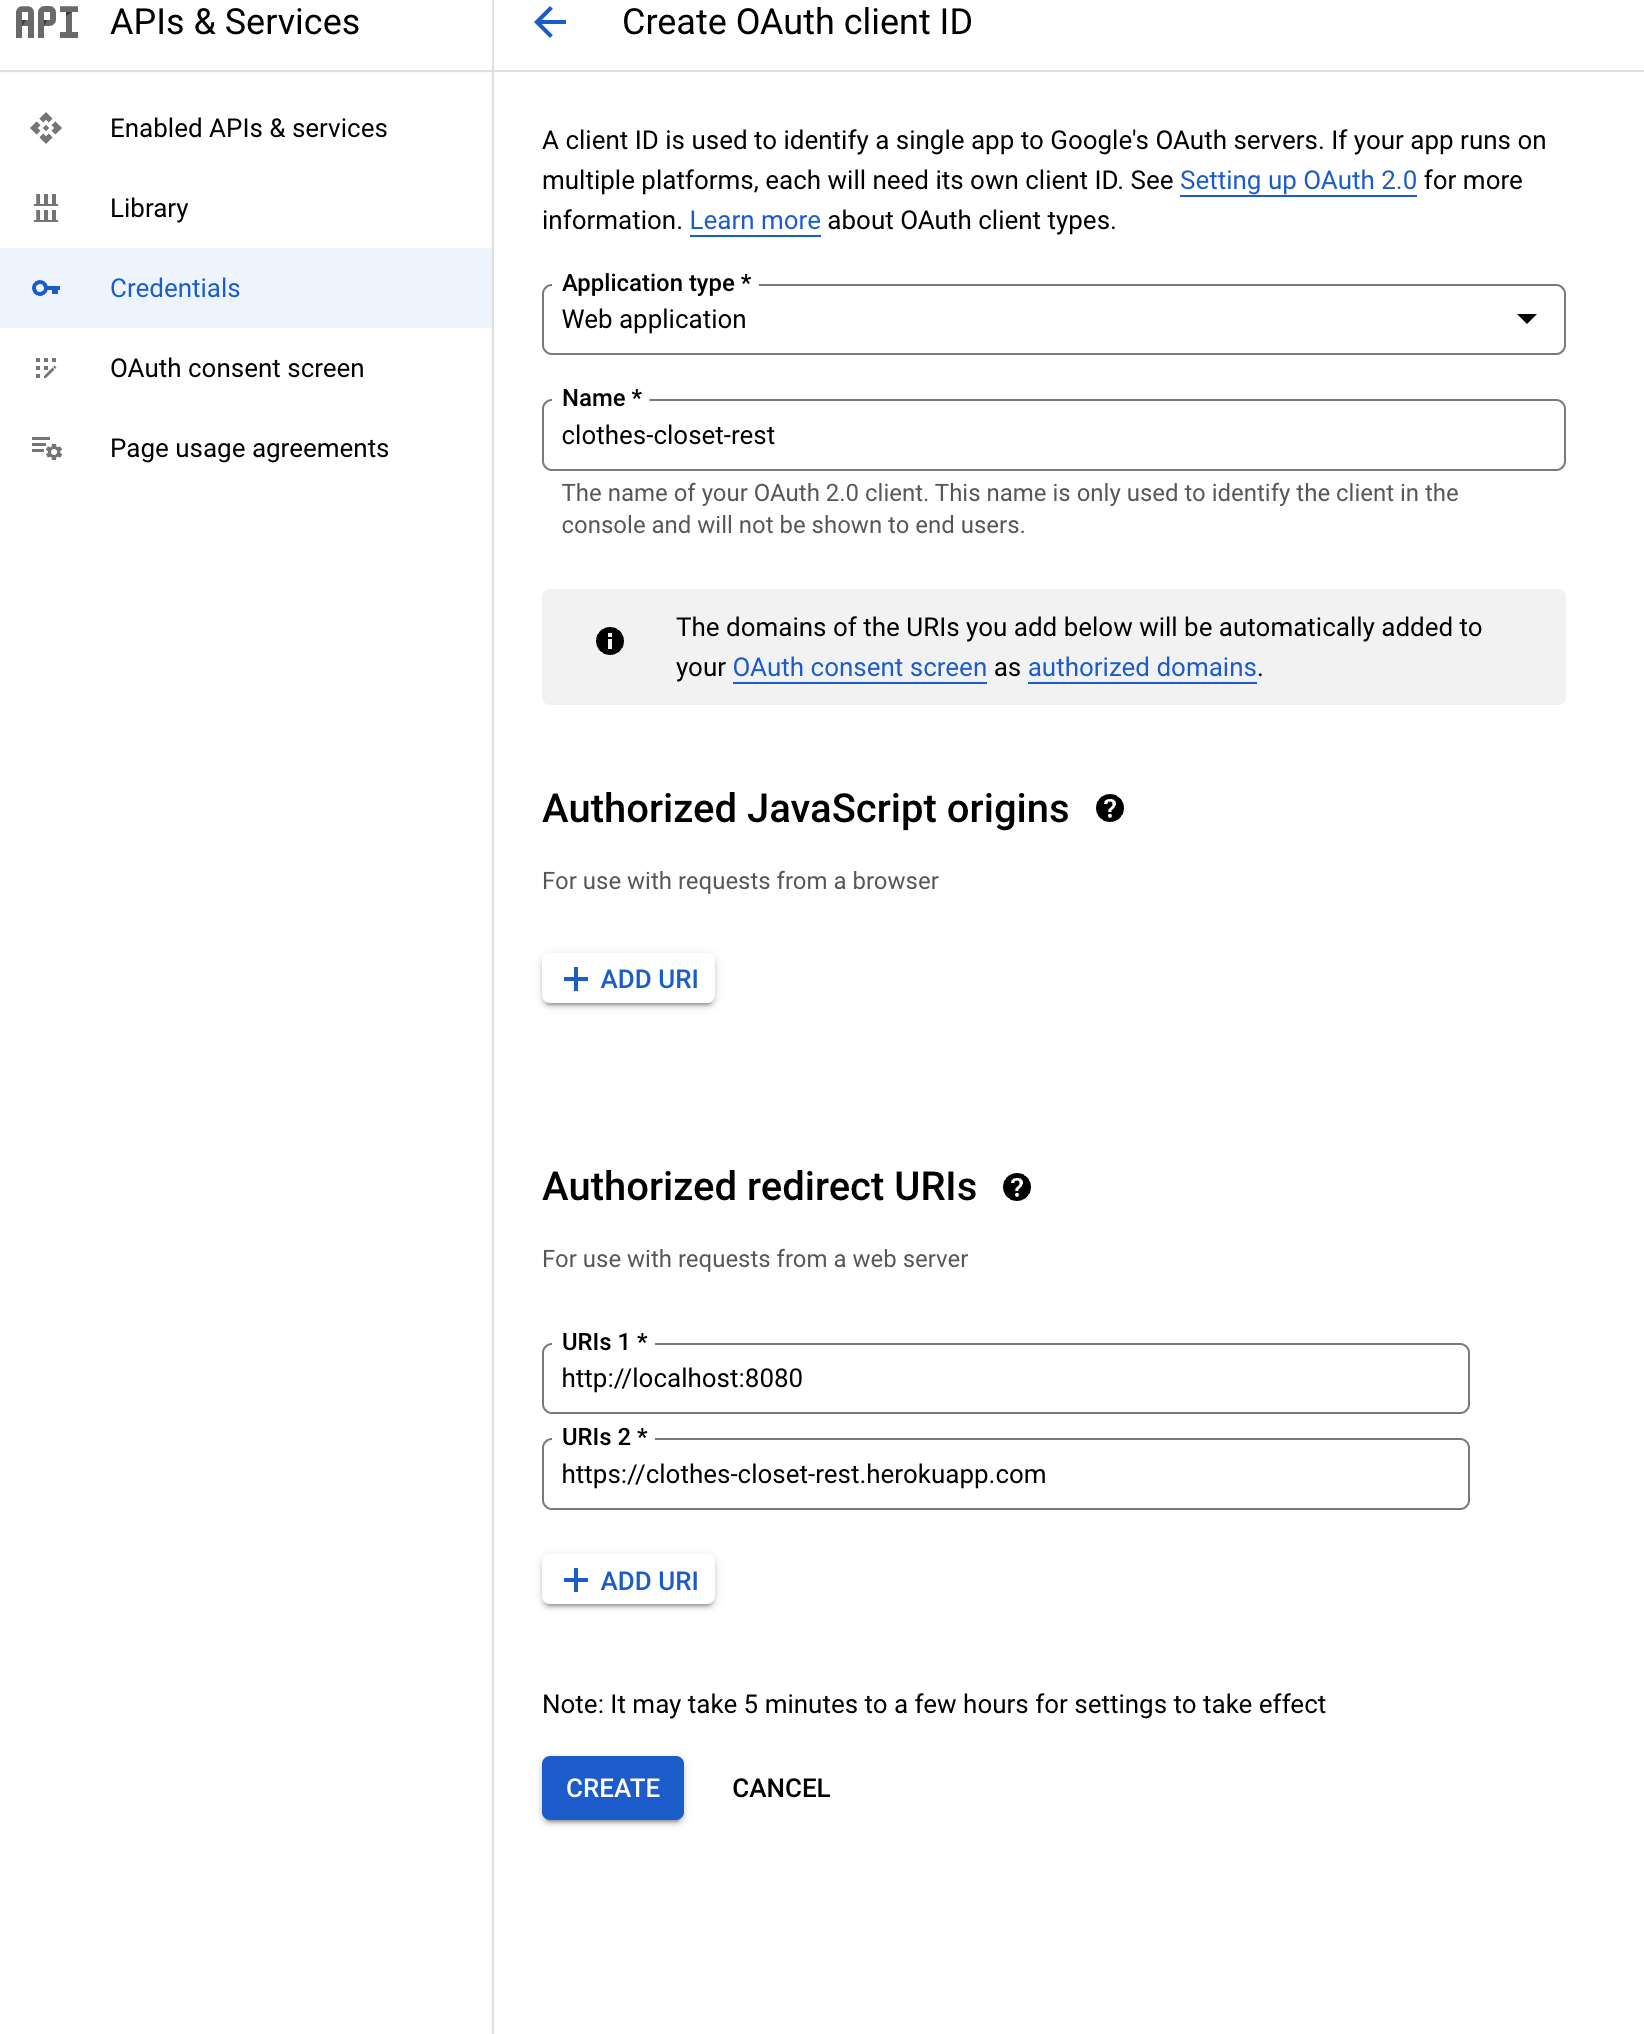 API APIs & Services
Enabled APIs & services
Library
Credentials
OAuth consent screen
Page usage agreements
Create OAuth client ID
A client ID is used to identify a single app to Google's OAuth servers. If your app runs on
multiple platforms, each will need its own client ID. See Setting up OAuth 2.0 for more
information. Learn more about OAuth client types.
Application type *
Web application
Name *
clothes-closet-rest
The name of your OAuth 2.0 client. This name is only used to identify the client in the
console and will not be shown to end users.
The domains of the URIs you add below will be automatically added to
your OAuth consent screen as authorized domains.
Authorized JavaScript origins
For use with requests from a browser
ADD URI
Authorized redirect URIs
For use with requests from a web server
URIs 1 *
http://localhost:8080
URIs 2 *
https://clothes-closet-rest.herokuapp.com
ADD URI
Note: It may take 5 minutes to a few hours for settings to take effect
CREATE CANCEL